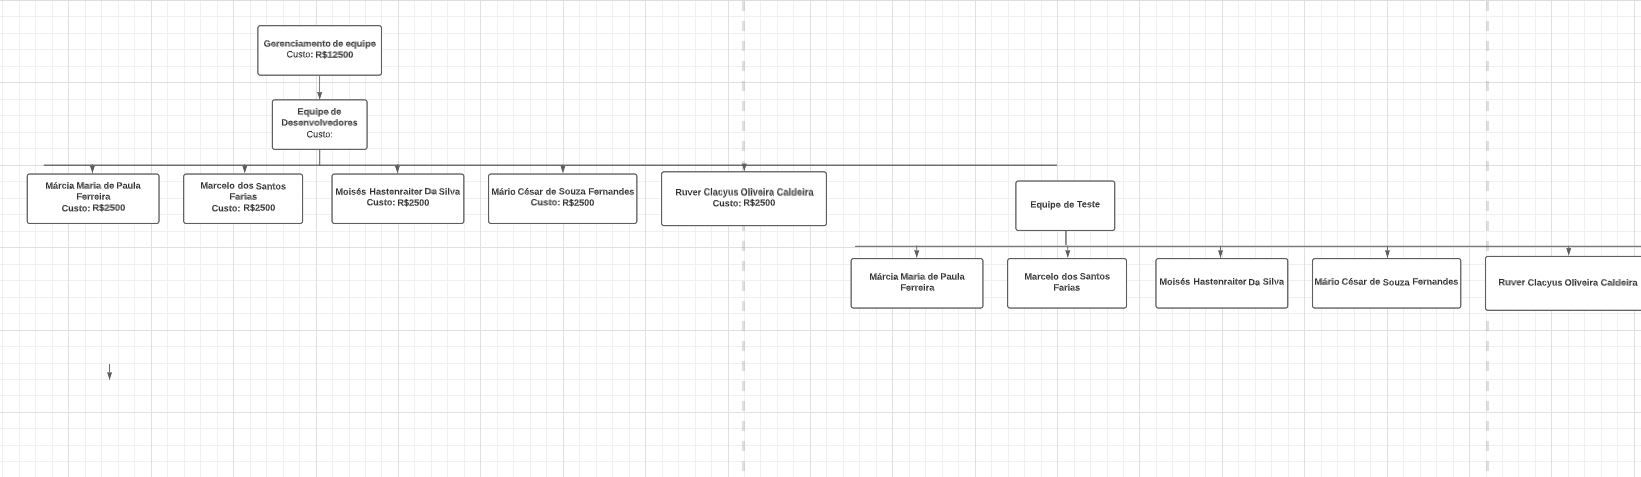 Gerenciamento de equipe
Custo: R$12500
Equipe de
Desenvolvedores
Custo:
Márcia Maria de Paula
Ferreira
Custo: R$2500
Marcelo dos Santos
Farias
Custo: R$2500
Moisés Hastenraiter Da Silva
Custo: R$2500
Mário César de Souza Fernandes
Custo: R$2500
Ruver Clacyus Oliveira Caldeira
Custo: R$2500
Equipe de Teste
Márcia Maria de Paula
Ferreira
Marcelo dos Santos
Farias
Moisés Hastenraiter Da Silva
Mário César de Souza Fernandes
Ruver Clacyus Oliveira Caldeira